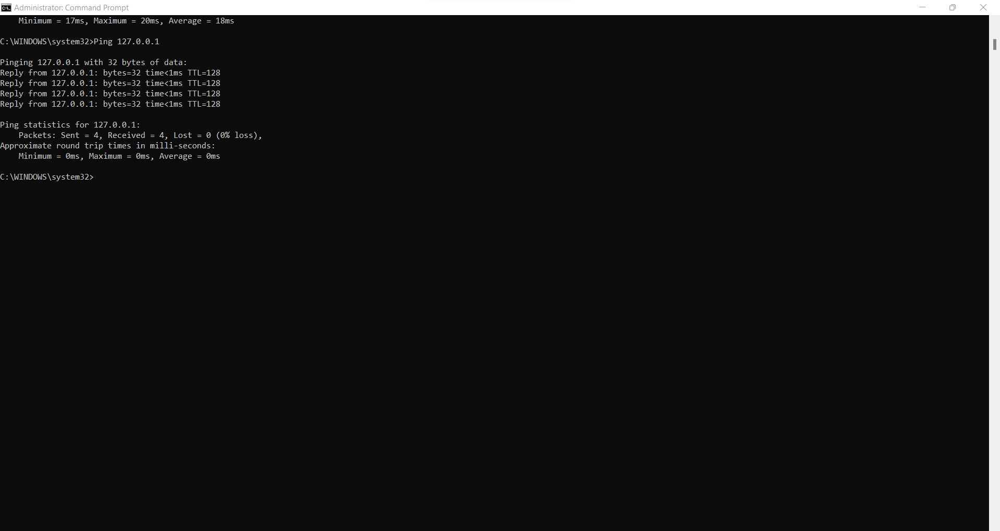 Administrator: Command Prompt
Minimum = 17ms, Maximum = 20ms, Average = 18ms
C:\WINDOWS\system32>Ping 127.0.0.1
Pinging 127.0.0.1 with 32 bytes of data:
Reply from 127.0.0.1: bytes=32 time<1ms TTL=128
Reply from 127.0.0.1: bytes=32 time<1ms TTL=128
Reply from 127.0.0.1: bytes=32 time<1ms TTL=128
Reply from 127.0.0.1: bytes=32 time<1ms TTL=128
Ping statistics for 127.0.0.1:
Packets: Sent = 4, Received = 4, Lost = 0 (0% loss),
Approximate round trip times in milli-seconds:
Minimum = 0ms, Maximum = 0ms, Average = 0ms
C:\WINDOWS\system32>